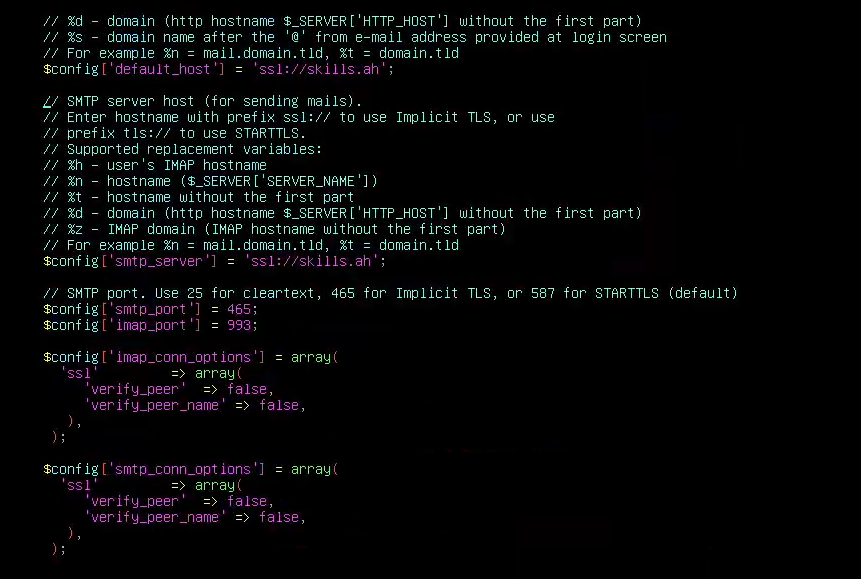 // %d - domain (http hostname $_SERVER['HTTP_HOST'] without the first part)
// %s - domain name after the '@' from e-mail address provided at login screen
// For example %n = mail.domain.tld, %t = domain.tld
$config['default_host'] = 'ssl://skills.ah';

// SMTP server host (for sending mails).
// Enter hostname with prefix ssl:// to use Implicit TLS, or use
// prefix tls:// to use STARTTLS.
// Supported replacement variables:
// %h - user's IMAP hostname
// %n - hostname ($_SERVER['SERVER_NAME'])
// %t - hostname without the first part
// %d - domain (http hostname $_SERVER['HTTP_HOST'] without the first part)
// %z - IMAP domain (IMAP hostname without the first part)
// For example %n = mail.domain.tld, %t = domain.tld
$config['smtp_server'] = 'ssl://skills.ah';

// SMTP port. Use 25 for cleartext, 465 for Implicit TLS, or 587 for STARTTLS (default)
$config['smtp_port'] = 465;
$config['imap_port'] = 993;

$config['imap_conn_options'] = array(
  'ssl'         => array(
     'verify_peer'  => false,
     'verify_peer_name' => false,
   ),
 );

$config['smtp_conn_options'] = array(
  'ssl'         => array(
     'verify_peer'  => false,
     'verify_peer_name' => false,
   ),
 );